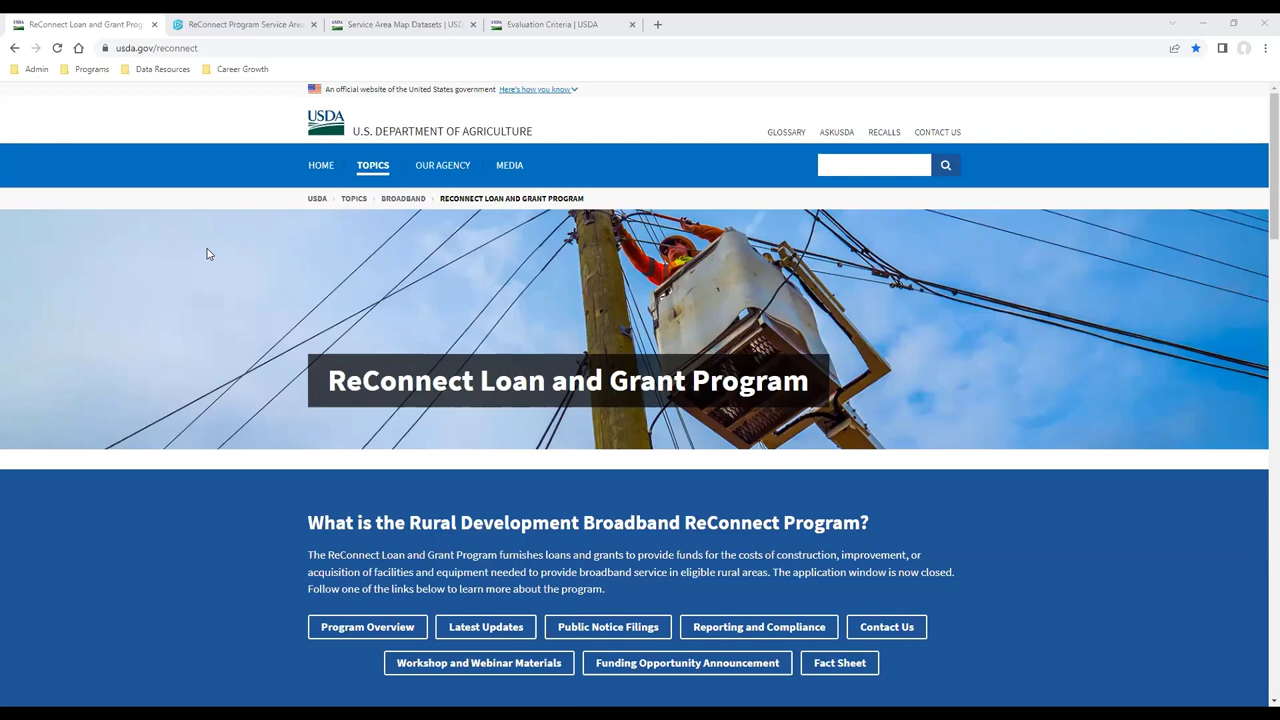 ReConnect Loan and Grant Prog
ReConnect Program Service Area
Service Area Map Datasets | USD
Evaluation Criteria | USDA
usda.gov/reconnect
Admin
Programs
Data Resources
Career Growth
An official website of the United States government Here's how you know
USDA
U.S. DEPARTMENT OF AGRICULTURE
GLOSSARY ASKUSDA RECALLS CONTACT US
HOME TOPICS OUR AGENCY MEDIA
USDA TOPICS BROADBAND RECONNECT LOAN AND GRANT PROGRAM
ReConnect Loan and Grant Program
What is the Rural Development Broadband ReConnect Program?
The ReConnect Loan and Grant Program furnishes loans and grants to provide funds for the costs of construction, improvement, or
acquisition of facilities and equipment needed to provide broadband service in eligible rural areas. The application window is now closed.
Follow one of the links below to learn more about the program.
Program Overview Latest Updates Public Notice Filings Reporting and Compliance Contact Us
Workshop and Webinar Materials Funding Opportunity Announcement Fact Sheet